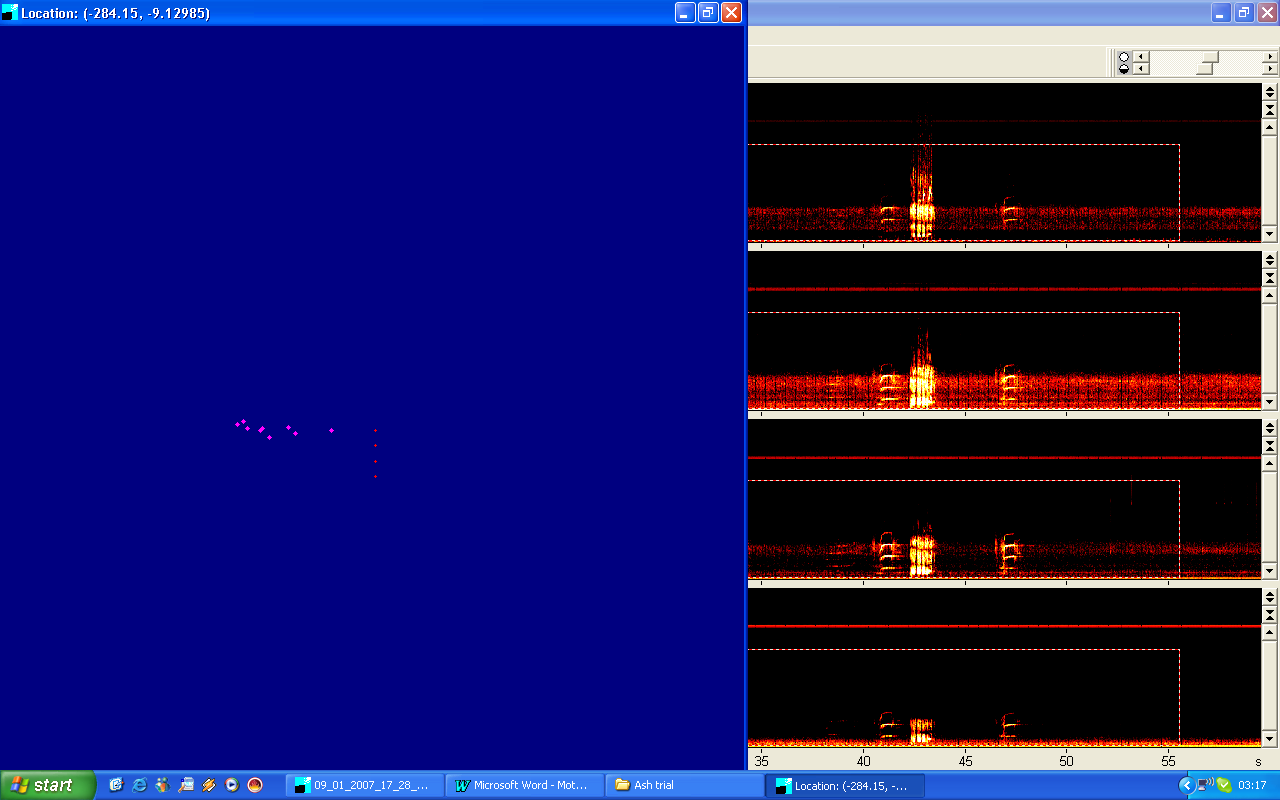 Location: (-284.15, -9.12985)
35 40 45 50 55 s
start
09_01_2007_17_28_...
Microsoft Word - Mot...
Ash trial
Location: (-284.15, -...
03:17